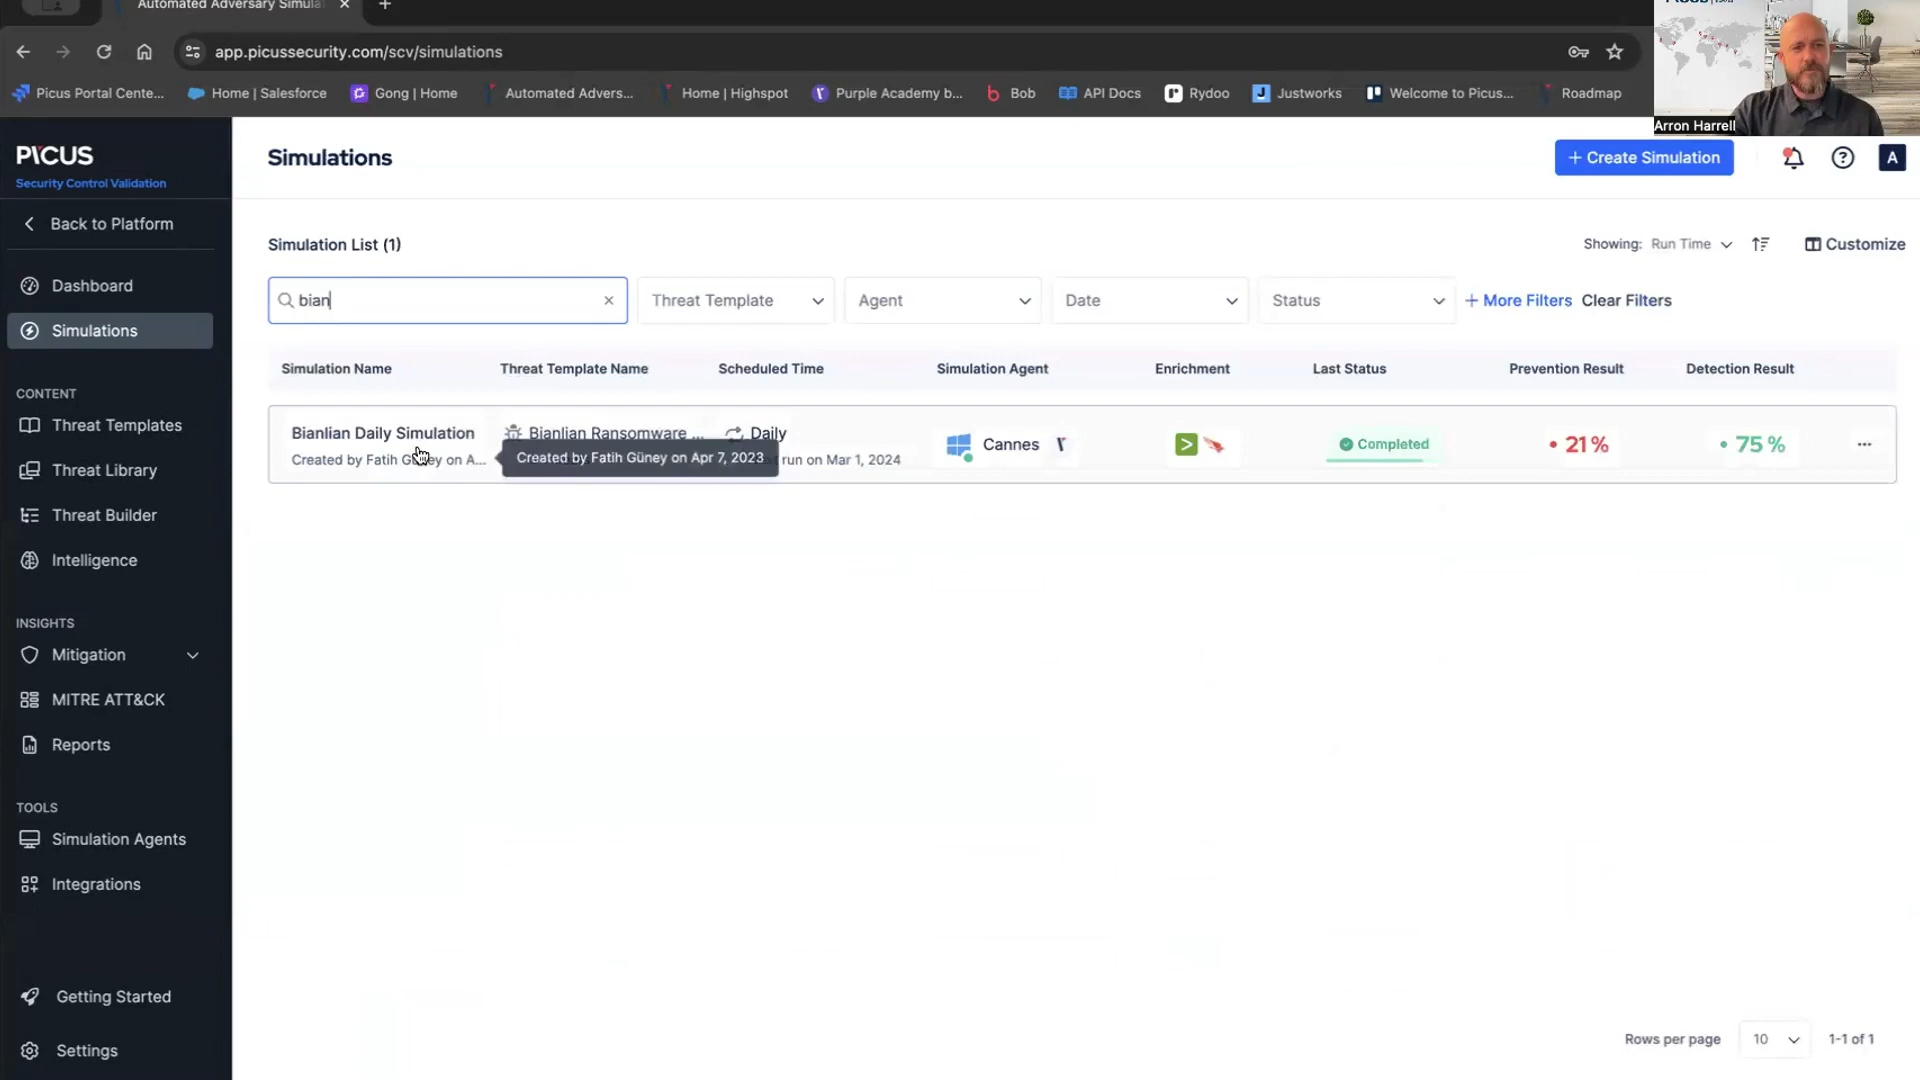 Automated Adversary Simula
app.picussecurity.com/scv/simulations
Picus Portal Cente...
Home | Salesforce
Gong | Home
Automated Advers...
Home | Highspot
Purple Academy b...
Bob
API Docs
Rydoo
Justworks
Welcome to Picus...
Roadmap
Arron Harrell
PICUS
Security Control Validation
Back to Platform
Dashboard
Simulations
CONTENT
Threat Templates
Threat Library
Threat Builder
Intelligence
INSIGHTS
Mitigation
MITRE ATT&CK
Reports
TOOLS
Simulation Agents
Integrations
Getting Started
Settings
Simulations
+ Create Simulation
A
Simulation List (1)
Showing: Run Time
Customize
bian
Threat Template
Agent
Date
Status
+ More Filters
Clear Filters
Simulation Name
Threat Template Name
Scheduled Time
Simulation Agent
Enrichment
Last Status
Prevention Result
Detection Result
Bianlian Daily Simulation
Created by Fatih Güney on A...
Bianlian Ransomware ...
Created by Fatih Güney on Apr 7, 2023
Daily
run on Mar 1, 2024
Cannes
Completed
21 %
75 %
Rows per page
10
1-1 of 1